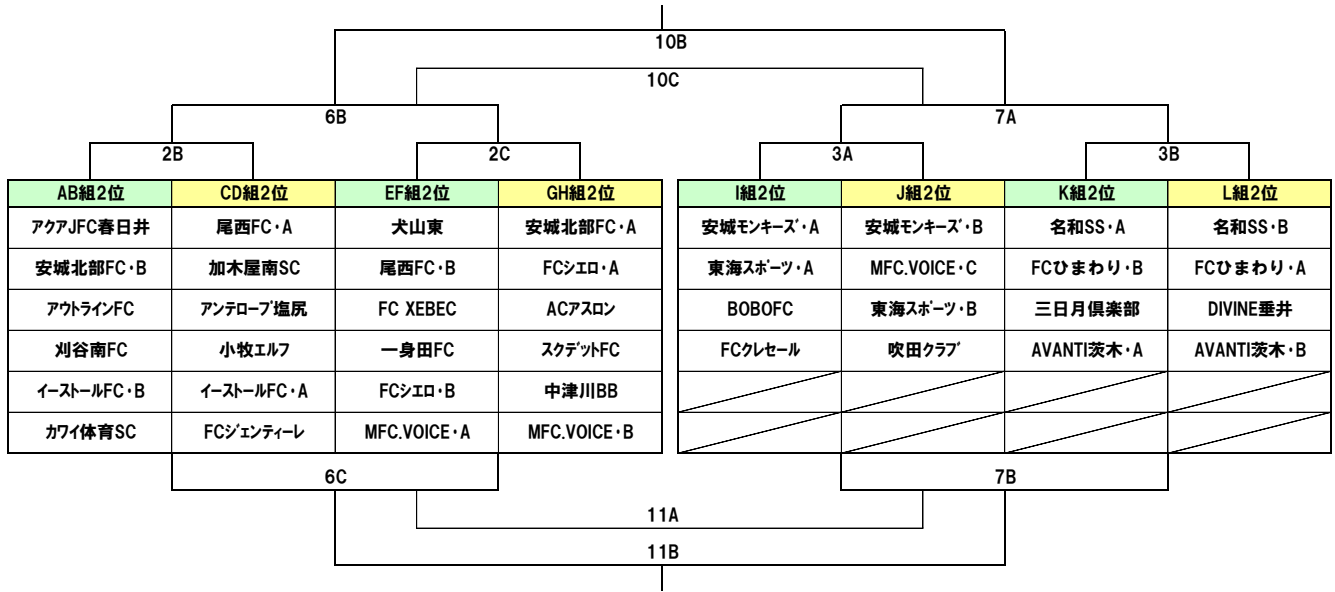 10B
10C
6B 7A
2B 2C 3A 3B
AB組2位 CD組2位 EF組2位 GH組2位 I組2位 J組2位 K組2位 L組2位
アクアJFC春日井 尾西FC・A 犬山東 安城北部FC・A 安城モンキーズ・A 安城モンキーズ・B 名和SS・A 名和SS・B
安城北部FC・B 加木屋南SC 尾西FC・B FCシエロ・A 東海スポーツ・A MFC.VOICE・C FCひまわり・B FCひまわり・A
アウトラインFC アンテロープ塩尻 FC XEBEC ACアスロン BOBOFC 東海スポーツ・B 三日月倶楽部 DIVINE垂井
刈谷南FC 小牧エルフ 一身田FC スクデットFC FCクレセール 吹田クラブ AVANTI茨木・A AVANTI茨木・B
イーストールFC・B イーストールFC・A FCシエロ・B 中津川BB
カワイ体育SC FCジェンティーレ MFC.VOICE・A MFC.VOICE・B
6C 7B
11A
11B